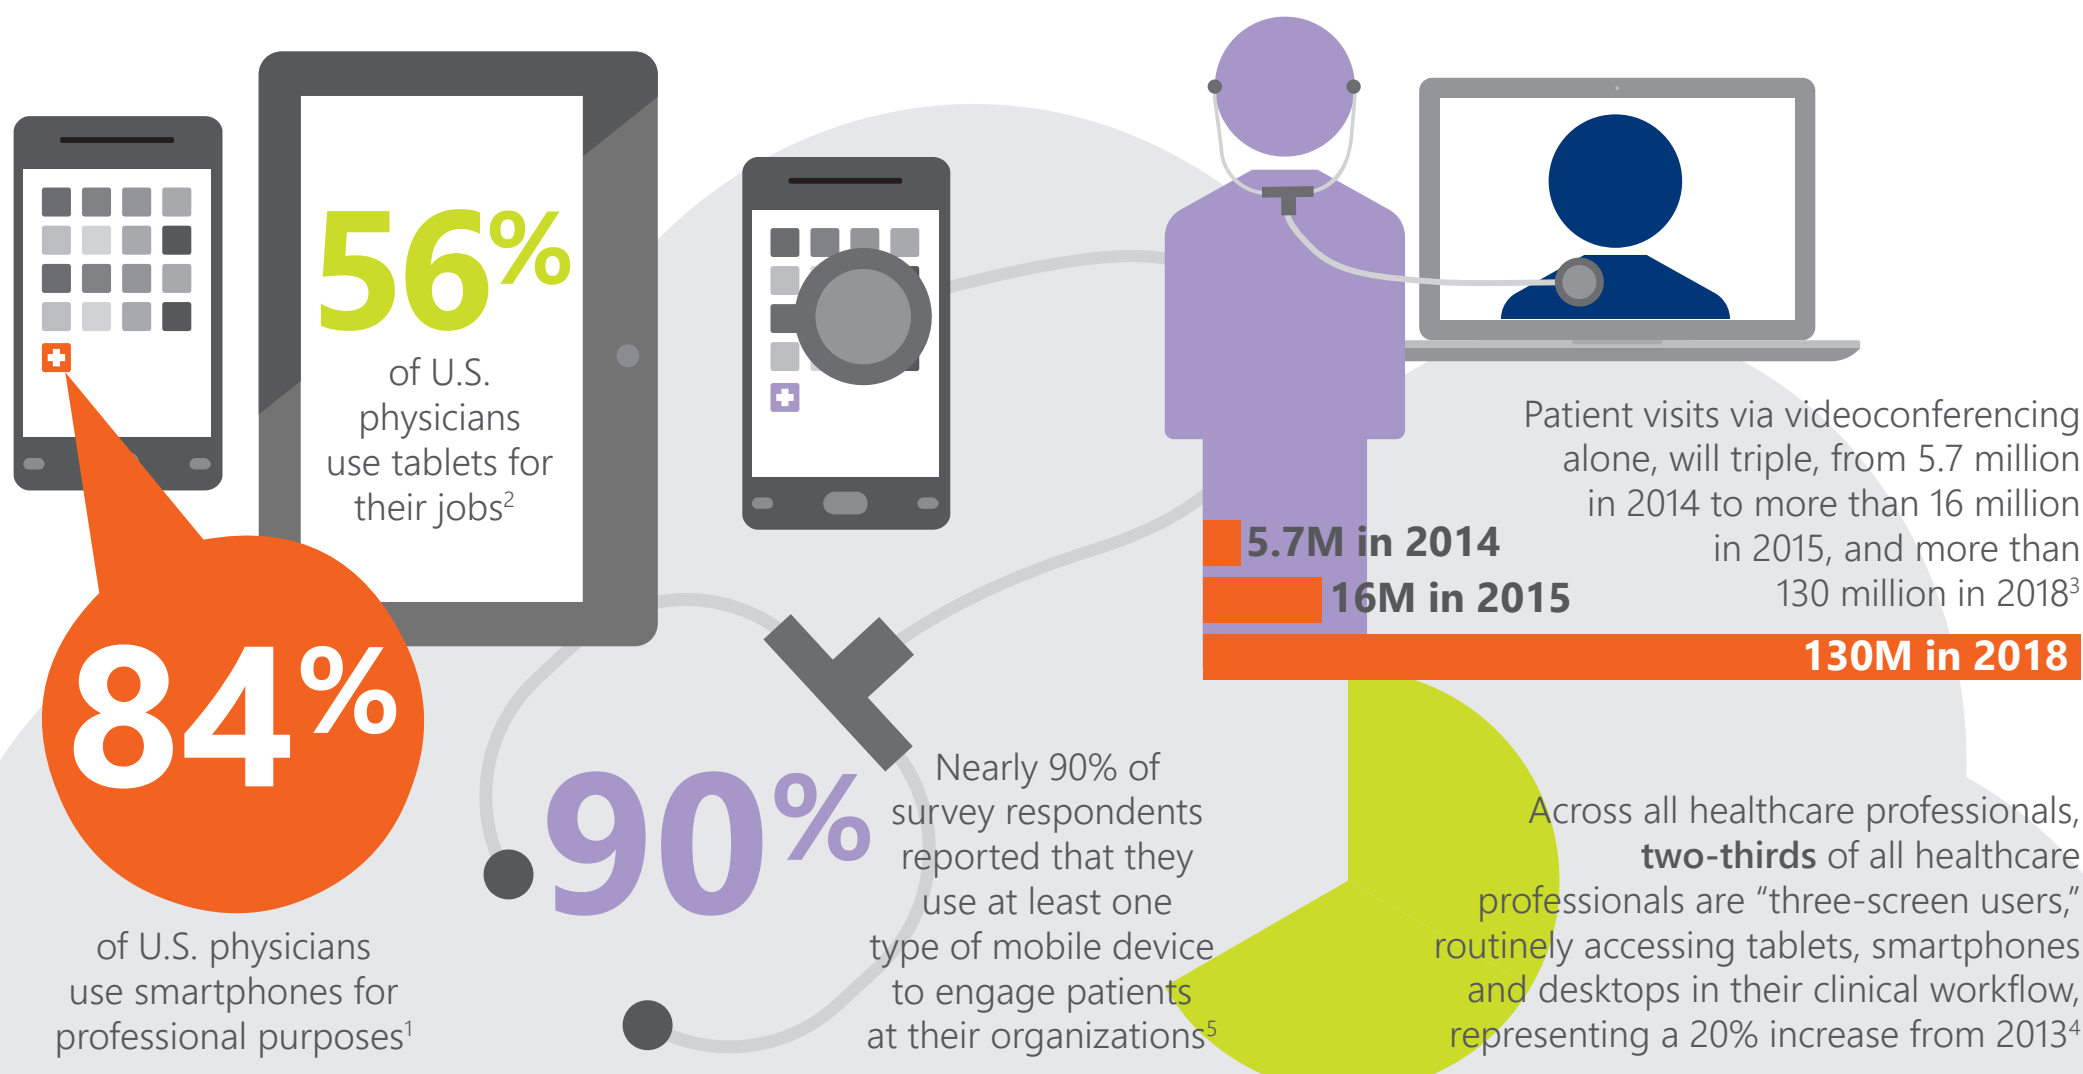 56%
of U.S.
physicians
use tablets for
their jobs2
84%
of U.S. physicians
use smartphones for
professional purposes1
90%
Nearly 90% of
survey respondents
reported that they
use at least one
type of mobile device
to engage patients
at their organizations5
Patient visits via videoconferencing
alone, will triple, from 5.7 million
in 2014 to more than 16 million
in 2015, and more than
130 million in 20183
5.7M in 2014
16M in 2015
130M in 2018
Across all healthcare professionals,
two-thirds of all healthcare
professionals are “three-screen users,”
routinely accessing tablets, smartphones
and desktops in their clinical workflow,
representing a 20% increase from 20134